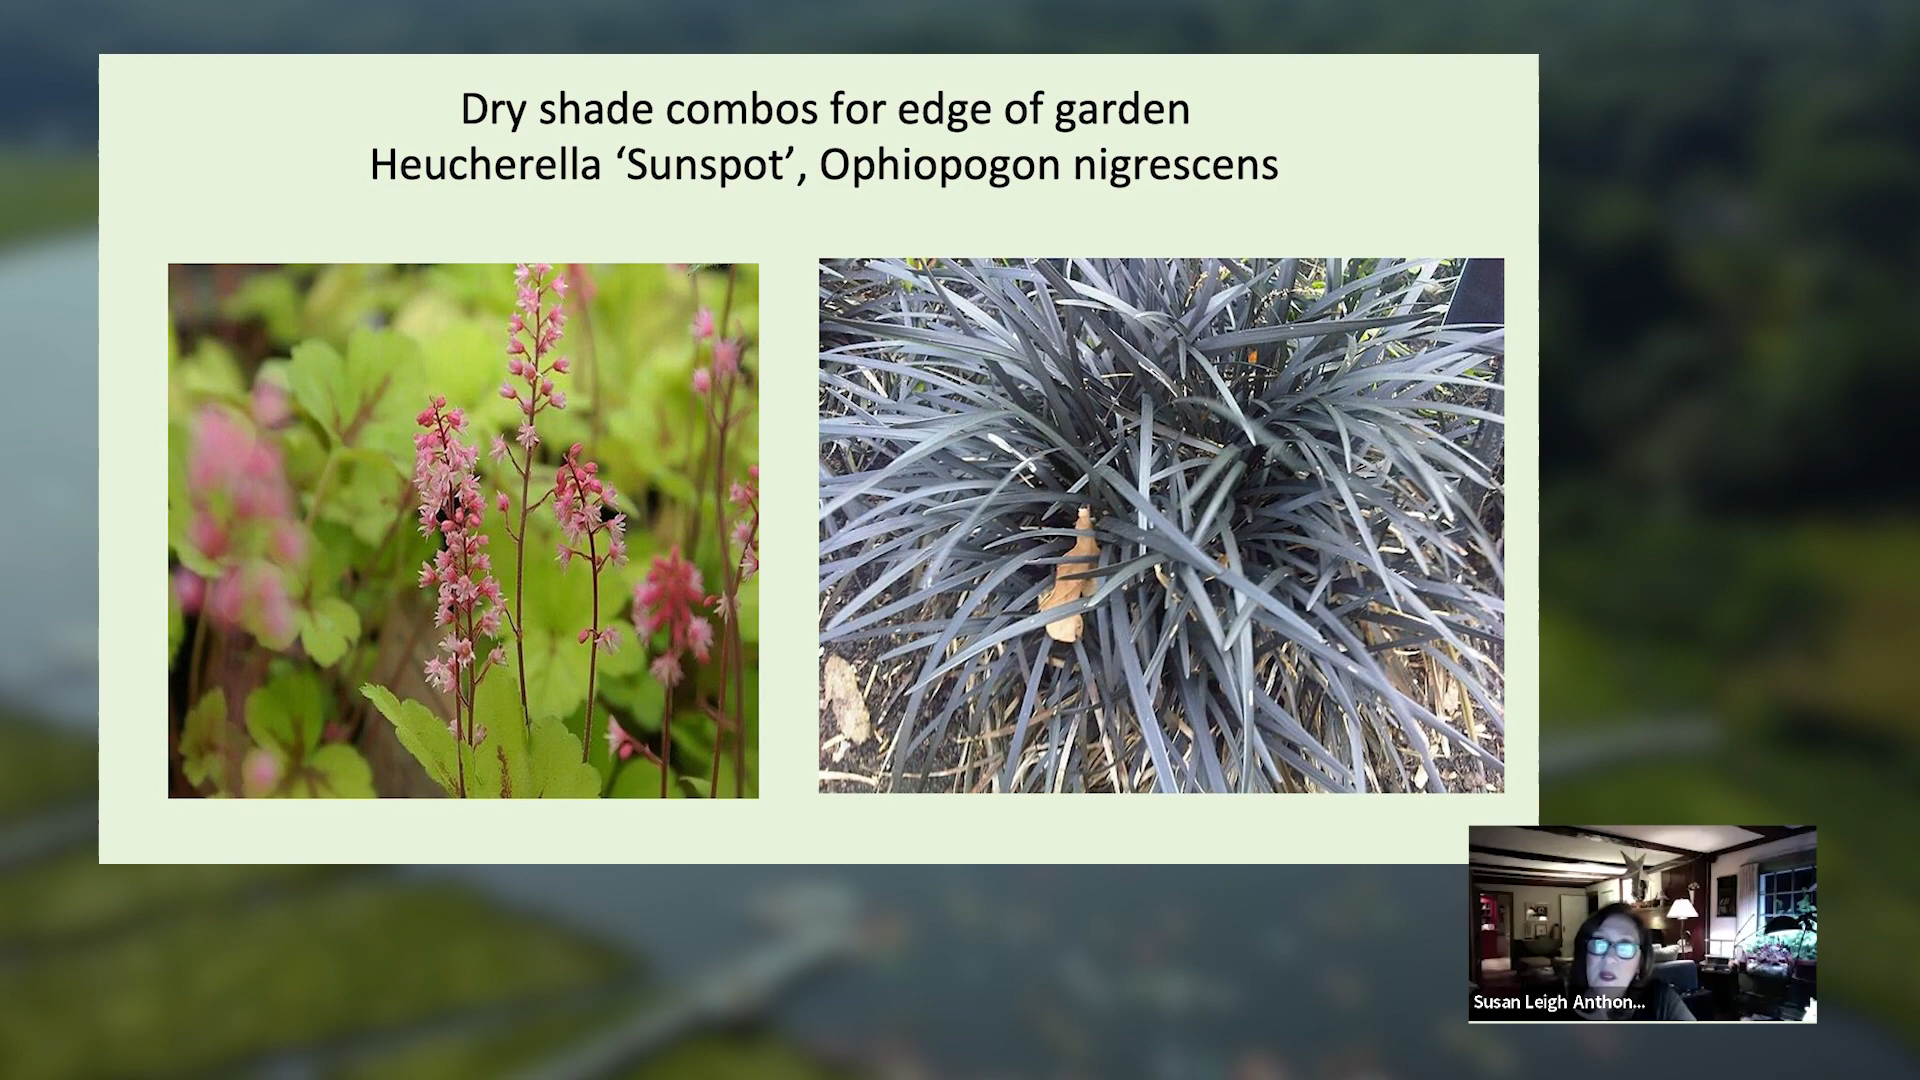 Dry shade combos for edge of garden
Heucherella ‘Sunspot’, Ophiopogon nigrescens
Susan Leigh Anthon...